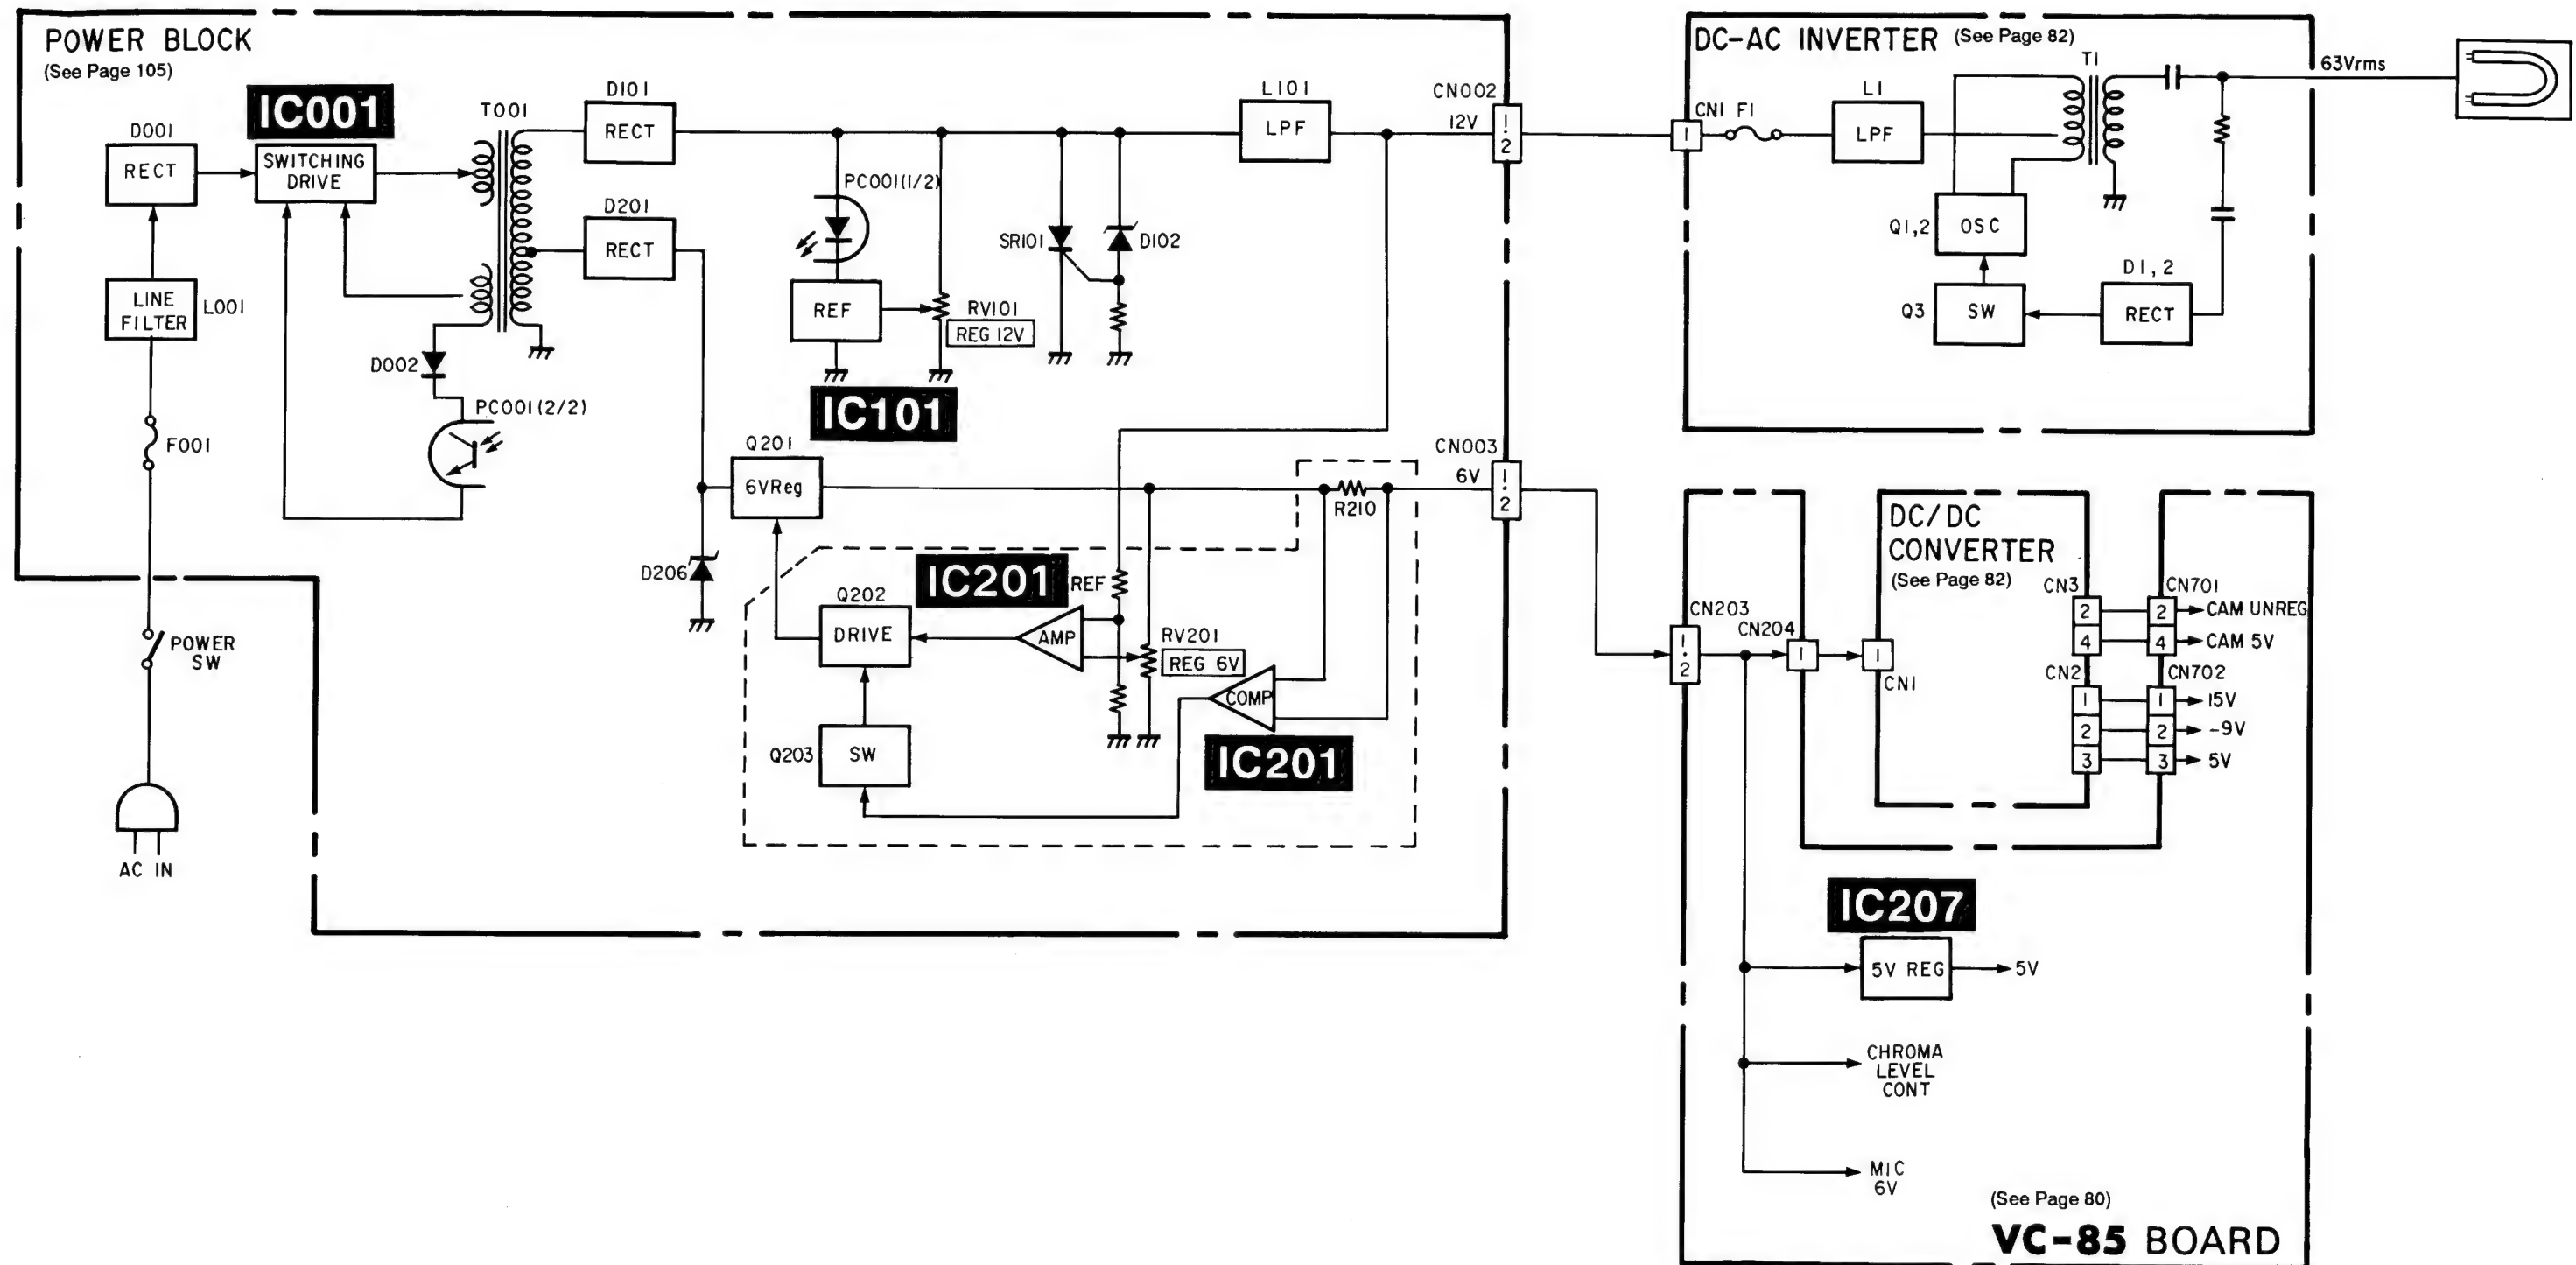 POWER BLOCK
(See Page 105)
IC001
D001
RECT
SWITCHING
DRIVE
T001
D101
RECT
D201
RECT
LINE
FILTER
L001
D002
PC001(2/2)
F001
POWER
SW
AC IN
PC001(1/2)
REF
RV101
REG 12V
IC101
SR101
D102
L101
LPF
CN002
12V
1
2
Q201
6VReg
D206
R210
CN003
6V
1
2
IC201
REF
Q202
DRIVE
AMP
RV201
REG 6V
COMP
IC201
Q203
SW
DC-AC INVERTER (See Page 82)
CN1 F1
1
L1
LPF
T1
63Vrms
Q1,2
OSC
Q3
SW
D1,2
RECT
DC/DC
CONVERTER
(See Page 82)
CN203
1
2
CN204
1
1
CN1
CN3
CN701
2
2
CAM UNREG
4
4
CAM 5V
CN2
CN702
1
1
15V
2
2
-9V
3
3
5V
IC207
5V REG
5V
CHROMA
LEVEL
CONT
MIC
6V
(See Page 80)
VC-85 BOARD